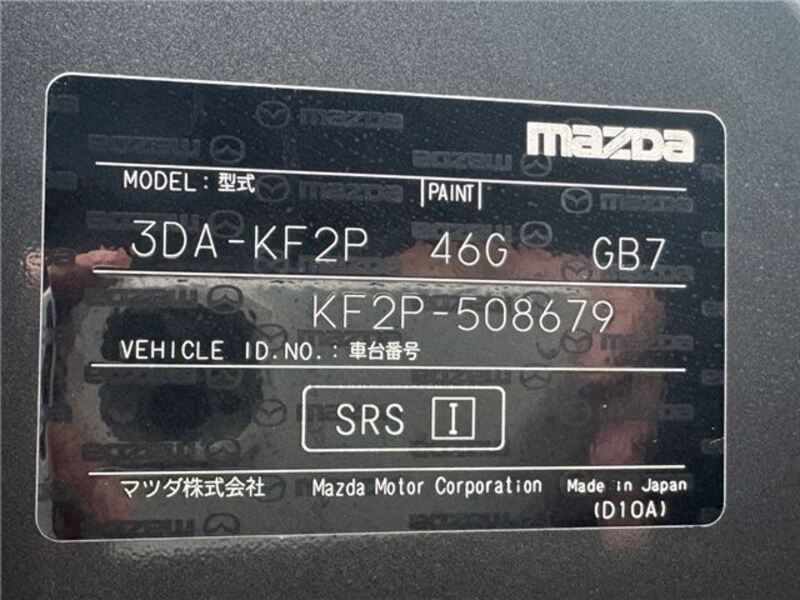 mazda
MODEL : 型式 PAINT
3DA-KF2P 46G GB7
KF2P-508679
VEHICLE ID.NO. : 車台番号
SRS I
マツダ株式会社 Mazda Motor Corporation Made in Japan
(D10A)